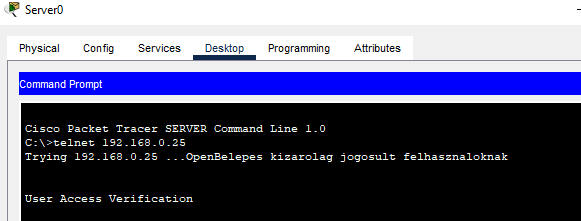 Server0
Physical Config Services Desktop Programming Attributes
Command Prompt
Cisco Packet Tracer SERVER Command Line 1.0
C:\>telnet 192.168.0.25
Trying 192.168.0.25 ...OpenBelepes kizarolag jogosult felhasznaloknak
User Access Verification